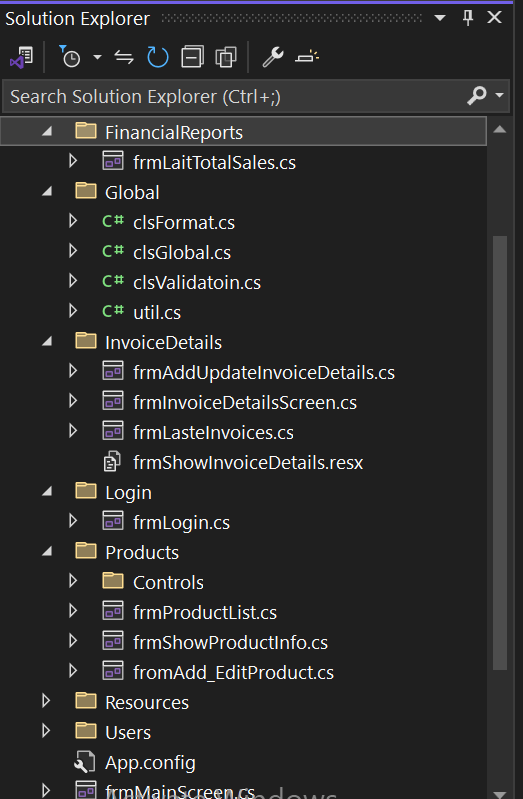 Solution Explorer
Search Solution Explorer (Ctrl+;)
FinancialReports
frmLaitTotalSales.cs
Global
C# clsFormat.cs
C# clsGlobal.cs
C# clsValidatoin.cs
C# util.cs
InvoiceDetails
frmAddUpdateInvoiceDetails.cs
frmInvoiceDetailsScreen.cs
frmLasteInvoices.cs
frmShowInvoiceDetails.resx
Login
frmLogin.cs
Products
Controls
frmProductList.cs
frmShowProductInfo.cs
fromAdd_EditProduct.cs
Resources
Users
App.config
frmMainScreen.cs
Windows